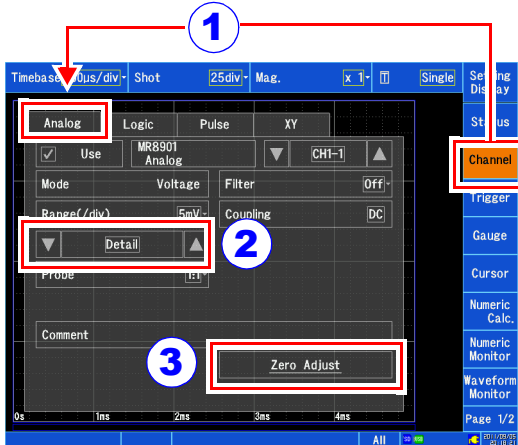 1
Timebase 00µs/div Shot 25div Mag. x 1 T Single Setting Display
Analog Logic Pulse XY
Status
Use MR8901 Analog CH1-1
Channel
Mode Voltage Filter Off
Trigger
Range(/div) 5mV Coupling DC
Gauge
Detail 2
Cursor
Probe 1:1
Numeric Calc.
Comment
Numeric Monitor
3 Zero Adjust
Waveform Monitor
0s 1ms 2ms 3ms 4ms Page 1/2
All